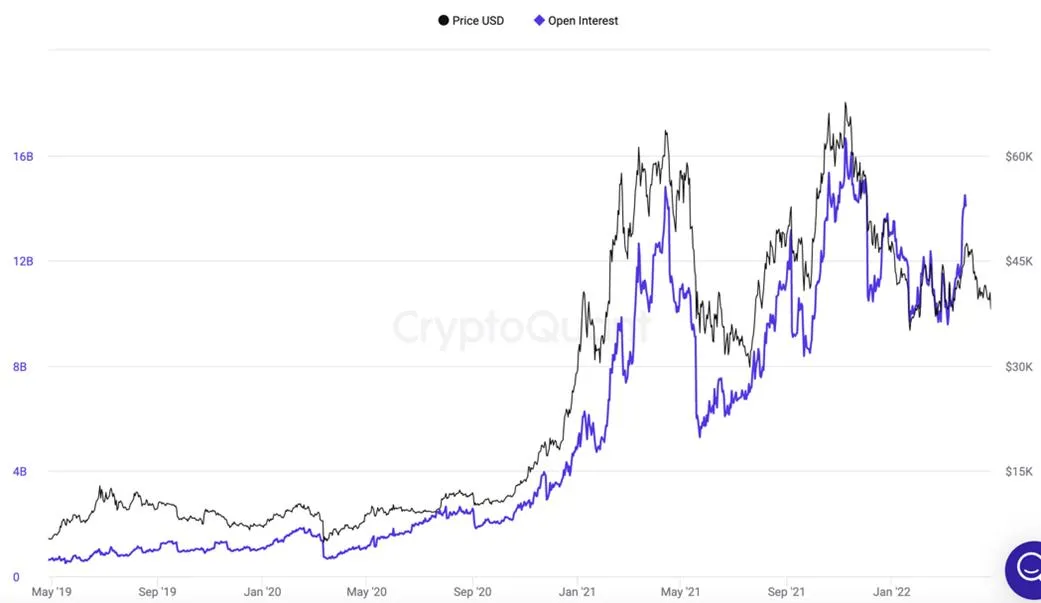 Price USD Open Interest
16B $60K
12B $45K
CryptoQuant
8B $30K
4B $15K
0
May '19 Sep '19 Jan '20 May '20 Sep '20 Jan '21 May '21 Sep '21 Jan '22